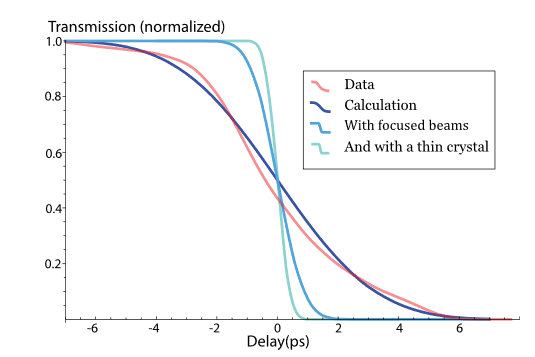 Transmission (normalized)
1.0
0.8
0.6
0.4
0.2
Data
Calculation
With focused beams
And with a thin crystal
-6 -4 -2 0 2 4 6
Delay(ps)